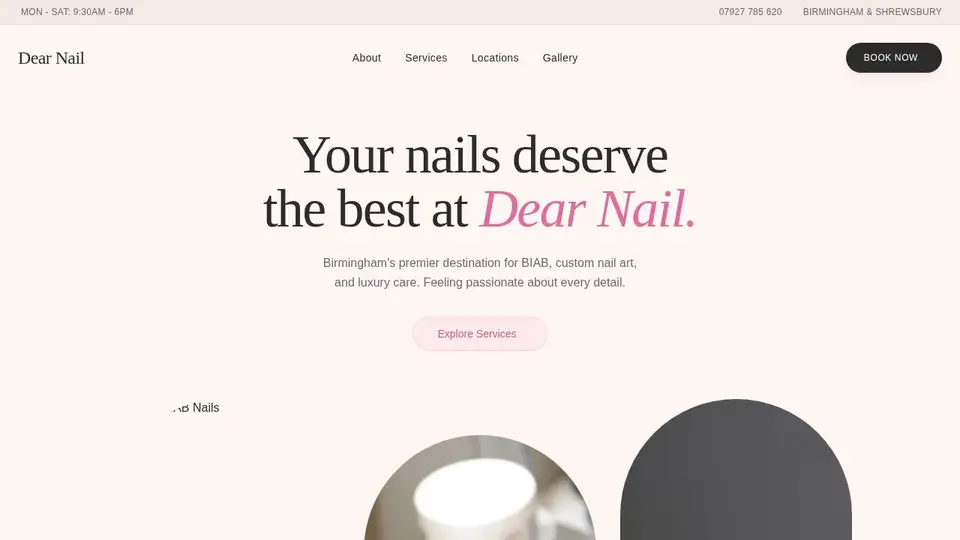 MON - SAT: 9:30AM - 6PM
07927 785 620
BIRMINGHAM & SHREWSBURY
Dear Nail
About
Services
Locations
Gallery
BOOK NOW
Your nails deserve
the best at Dear Nail.
Birmingham's premier destination for BIAB, custom nail art,
and luxury care. Feeling passionate about every detail.
Explore Services
Nails